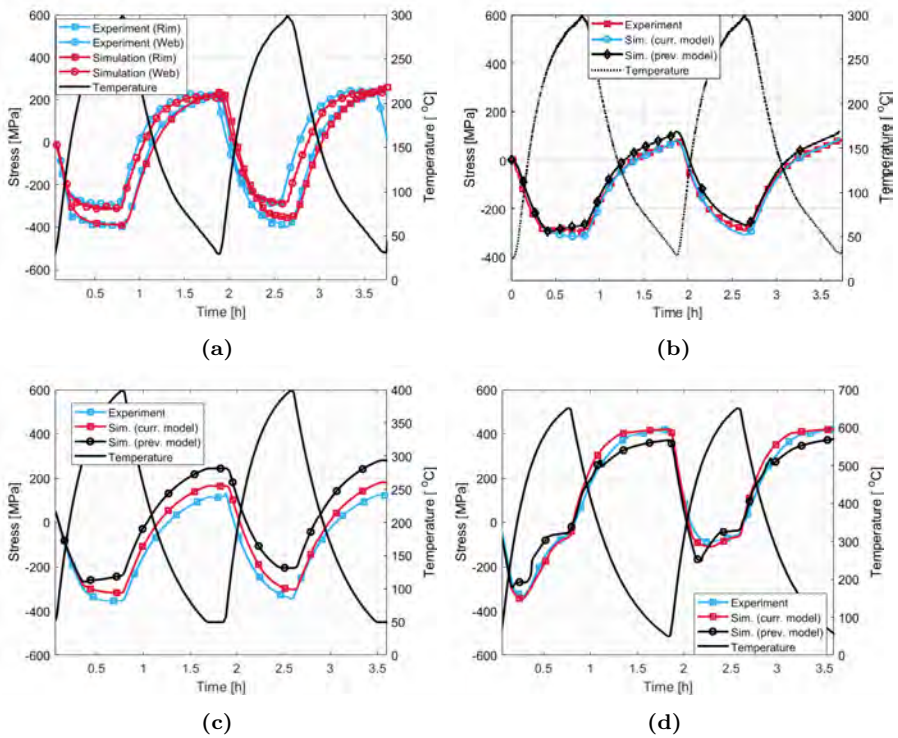 600
400
200
0
-200
-400
-600
Stress [MPa]
Experiment (Rim)
Experiment (Web)
Simulation (Rim)
Simulation (Web)
Temperature
300
250
200
150
100
50
0
Temperature [ °C]
0.5 1 1.5 2 2.5 3 3.5
Time [h]
(a)
600
400
200
0
-200
-400
Stress [MPa]
Experiment
Sim. (curr. model)
Sim. (prev. model)
Temperature
300
250
200
150
100
50
0
Temperature [ °C]
0 0.5 1 1.5 2 2.5 3 3.5
Time [h]
(b)
600
400
200
0
-200
-400
-600
Stress [MPa]
Experiment
Sim. (curr. model)
Sim. (prev. model)
Temperature
400
350
300
250
200
150
100
50
0
Temperature [ °C]
0.5 1 1.5 2 2.5 3 3.5
Time [h]
(c)
600
400
200
0
-200
-400
-600
Stress [MPa]
Experiment
Sim. (curr. model)
Sim. (prev. model)
Temperature
700
600
500
400
300
200
100
0
Temperature [ °C]
0.5 1 1.5 2 2.5 3 3.5
Time [h]
(d)